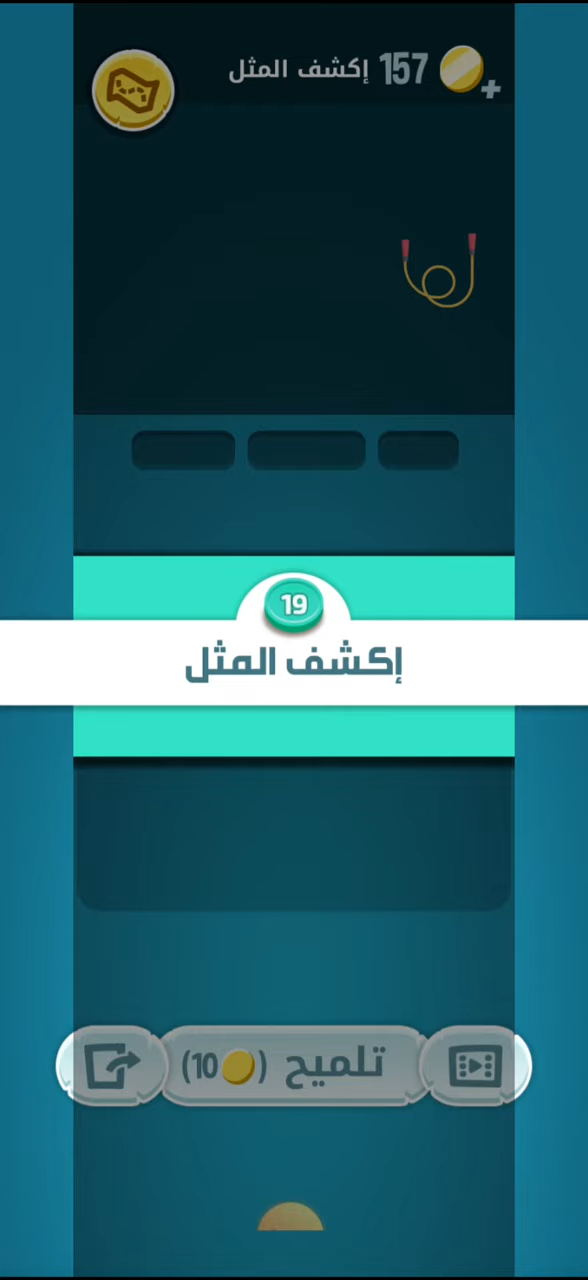 إكشف المثل 157
19
إكشف المثل
تلميح (10)